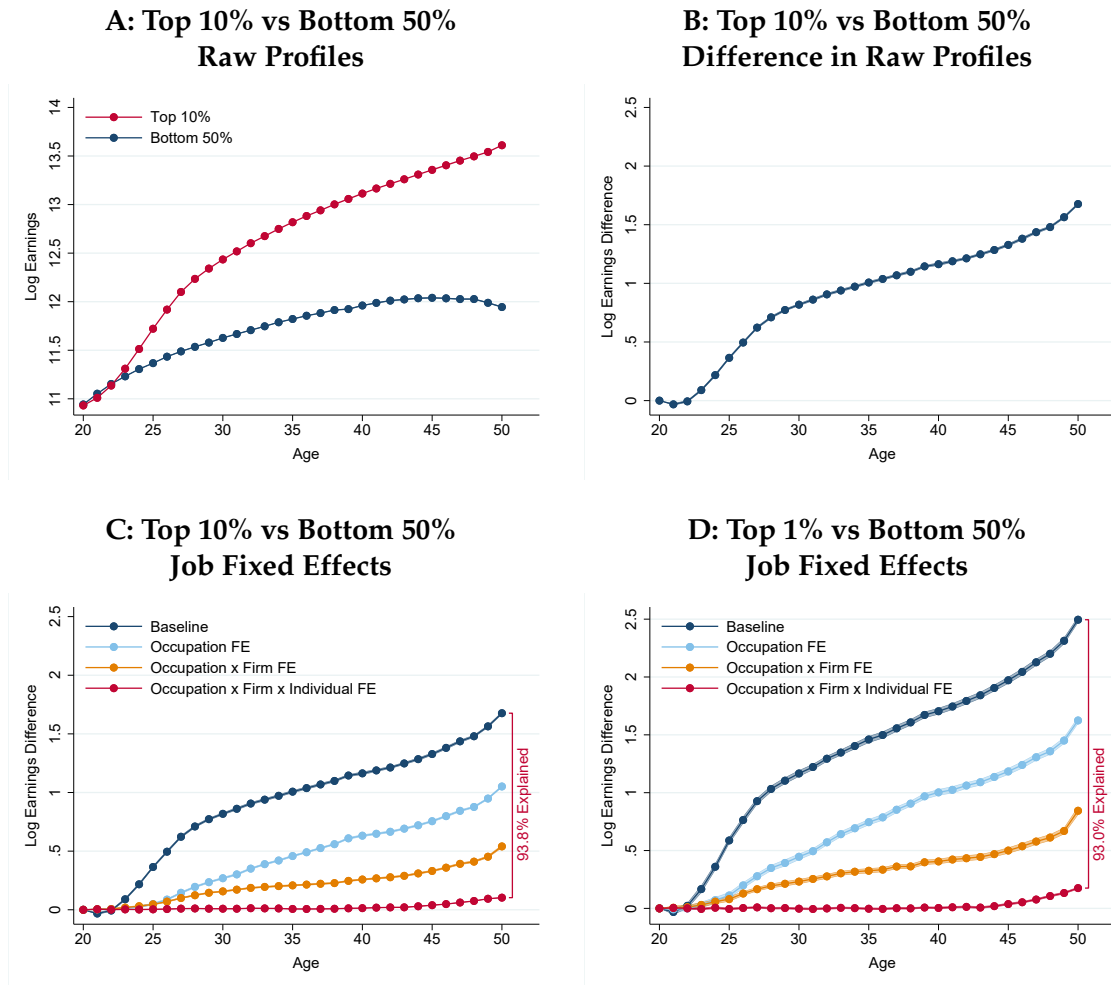 A: Top 10% vs Bottom 50%
Raw Profiles
Log Earnings
14
13.5
13
12.5
12
11.5
11
Top 10%
Bottom 50%
20 25 30 35 40 45 50
Age
B: Top 10% vs Bottom 50%
Difference in Raw Profiles
Log Earnings Difference
2.5
2
1.5
1
.5
0
20 25 30 35 40 45 50
Age
C: Top 10% vs Bottom 50%
Job Fixed Effects
Log Earnings Difference
2.5
2
1.5
1
.5
0
Baseline
Occupation FE
Occupation x Firm FE
Occupation x Firm x Individual FE
93.8% Explained
20 25 30 35 40 45 50
Age
D: Top 1% vs Bottom 50%
Job Fixed Effects
Log Earnings Difference
2.5
2
1.5
1
.5
0
Baseline
Occupation FE
Occupation x Firm FE
Occupation x Firm x Individual FE
93.0% Explained
20 25 30 35 40 45 50
Age